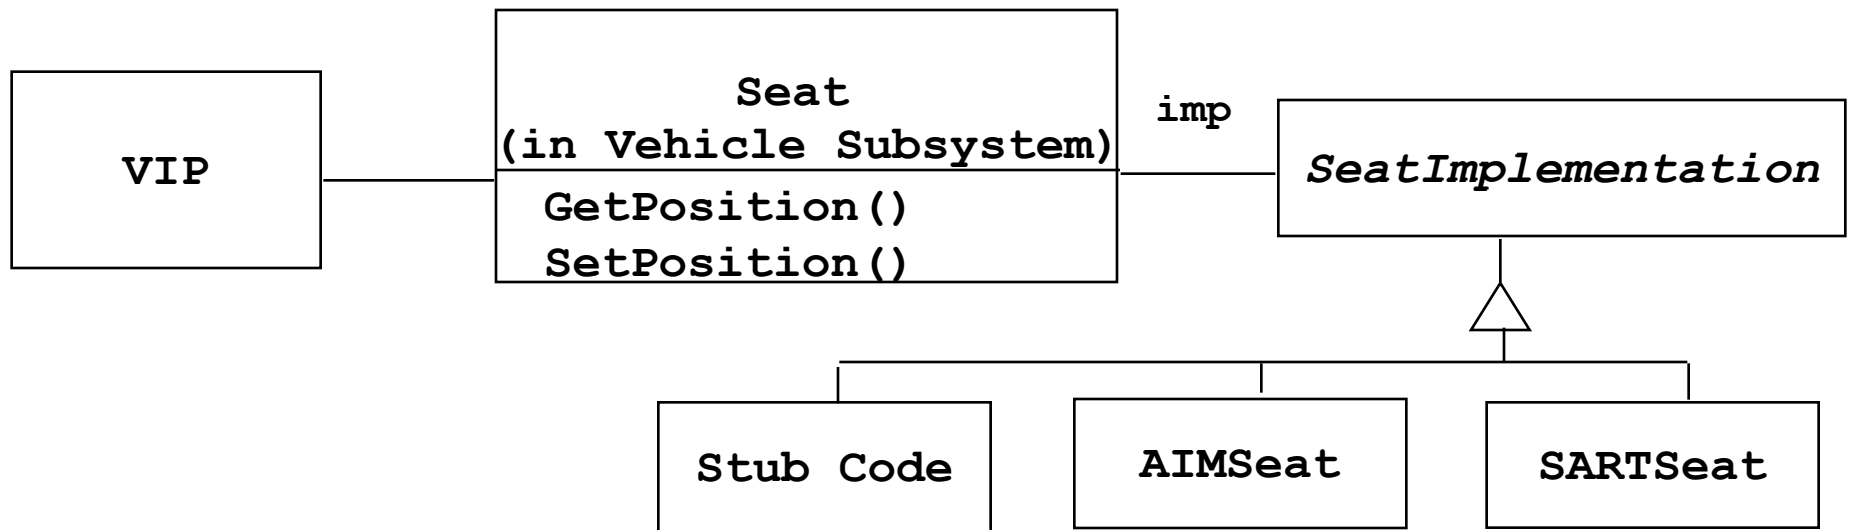 VIP
Seat
(in Vehicle Subsystem)
GetPosition()
SetPosition()
imp
SeatImplementation
Stub Code
AIMSeat
SARTSeat